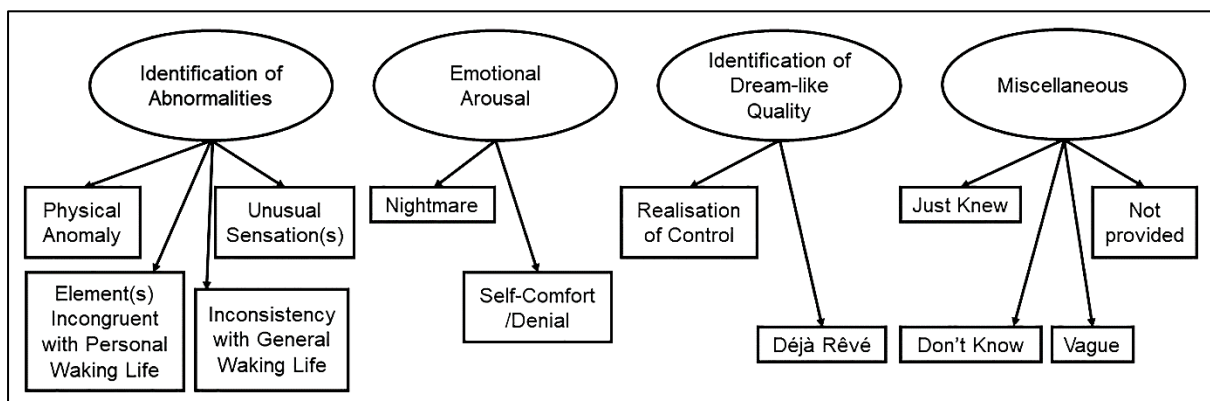 Identification of
Abnormalities
Emotional
Arousal
Identification of
Dream-like
Quality
Miscellaneous
Physical
Anomaly
Unusual
Sensation(s)
Nightmare
Realisation
of Control
Just Knew
Not
provided
Element(s)
Incongruent
with Personal
Waking Life
Inconsistency
with General
Waking Life
Self-Comfort
/Denial
Déjà Rêvé
Don't Know
Vague